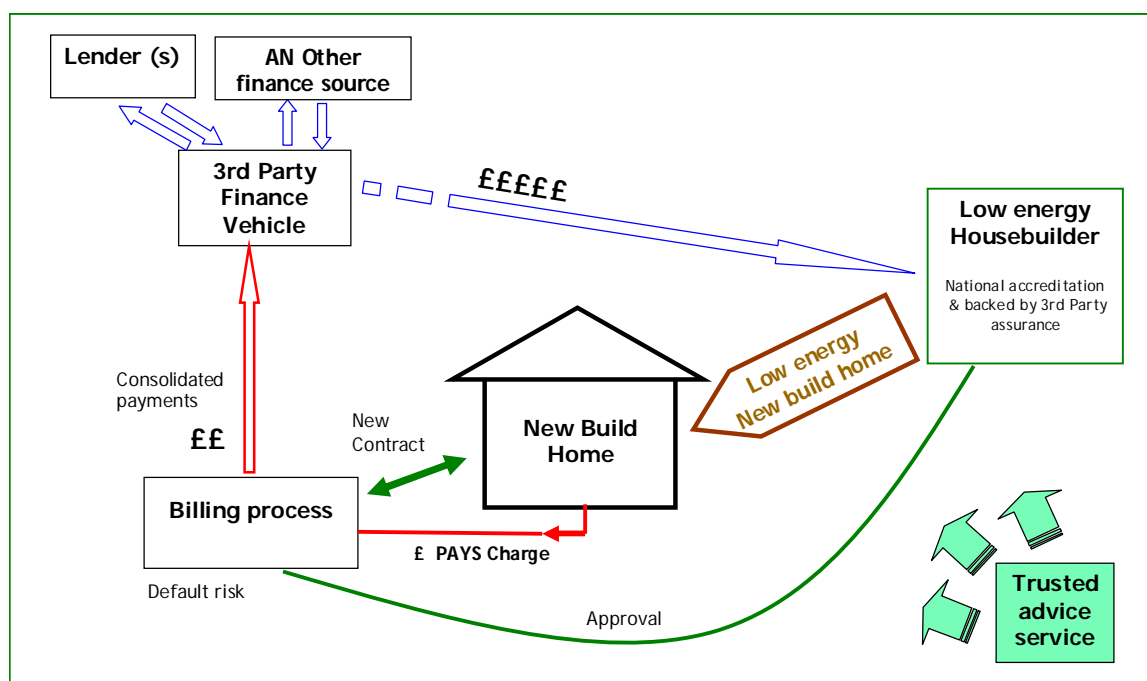 Lender (s)
AN Other
finance source
3rd Party
Finance
Vehicle
£££££
Low energy
Housebuilder
National accreditation
& backed by 3rd Party
assurance
Low energy
New build home
Consolidated
payments
££
New
Contract
New Build
Home
Billing process
£ PAYS Charge
Default risk
Approval
Trusted
advice
service